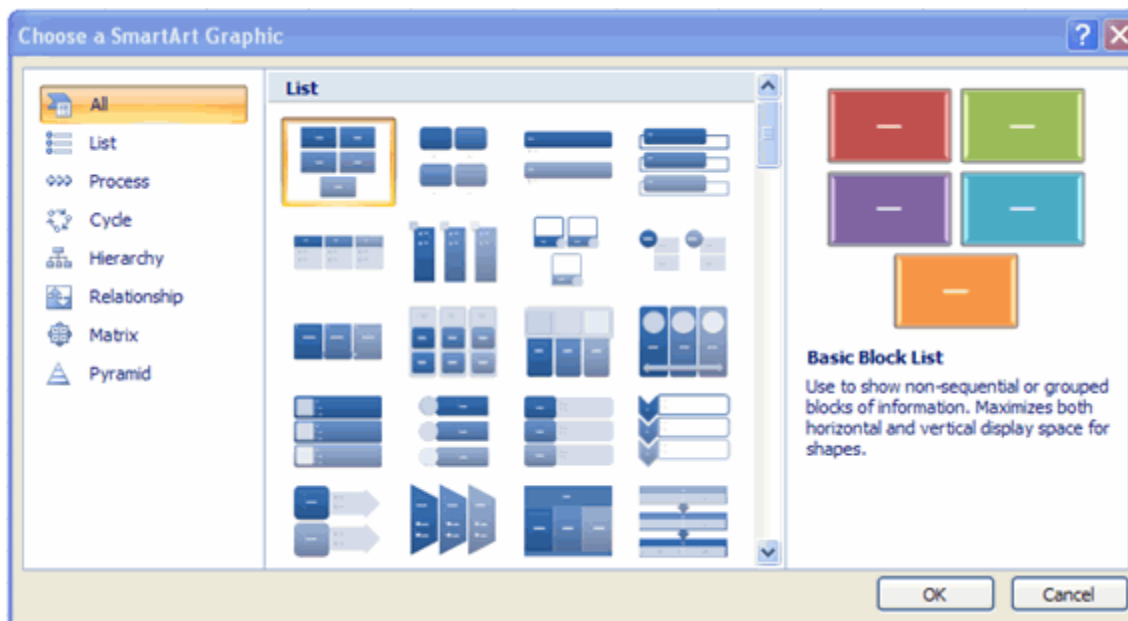 Choose a SmartArt Graphic
?
All
List
Process
Cycle
Hierarchy
Relationship
Matrix
Pyramid
List
Basic Block List
Use to show non-sequential or grouped
blocks of information. Maximizes both
horizontal and vertical display space for
shapes.
OK
Cancel